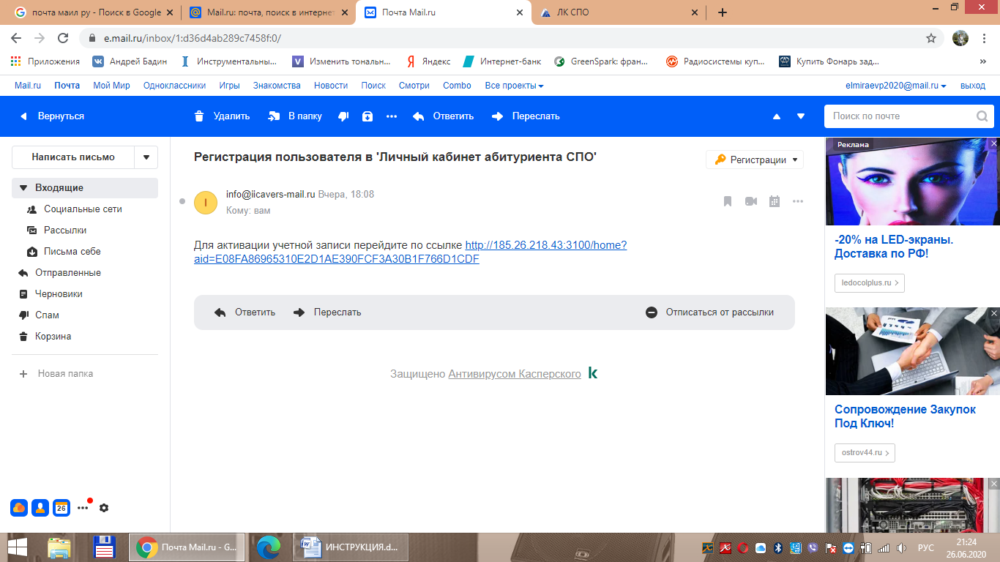 почта маил ру - Поиск в Google
Mail.ru: почта, поиск в интернет
Почта Mail.ru
ЛК СПО
e.mail.ru/inbox/1:d36d4ab289c7458f:0/
Приложения
Андрей Бадин
Инструментальны...
Изменить тональн...
Яндекс
Интернет-банк
GreenSpark: фран...
Радиосистемы куп...
Купить Фонарь зад...
Mail.ru Почта Мой Мир Одноклассники Игры Знакомства Новости Поиск Смотри Combo Все проекты
elmiraevp2020@mail.ru выход
Вернуться
Удалить В папку Ответить Переслать
Поиск по почте
Написать письмо
Входящие
Социальные сети
Рассылки
Письма себе
Отправленные
Черновики
Спам
Корзина
Новая папка
26
Регистрация пользователя в 'Личный кабинет абитуриента СПО'
Регистрации
I
info@iicavers-mail.ru Вчера, 18:08
Кому: вам
Для активации учетной записи перейдите по ссылке http://185.26.218.43:3100/home?
aid=E08FA86965310E2D1AE390FCF3A30B1F766D1CDF
Ответить Переслать Отписаться от рассылки
Защищено Антивирусом Касперского
Реклама
-20% на LED-экраны.
Доставка по РФ!
ledocolplus.ru
Сопровождение Закупок
Под Ключ!
ostrov44.ru
Почта Mail.ru - G...
ИНСТРУКЦИЯ.d...
РУС
21:24
26.06.2020